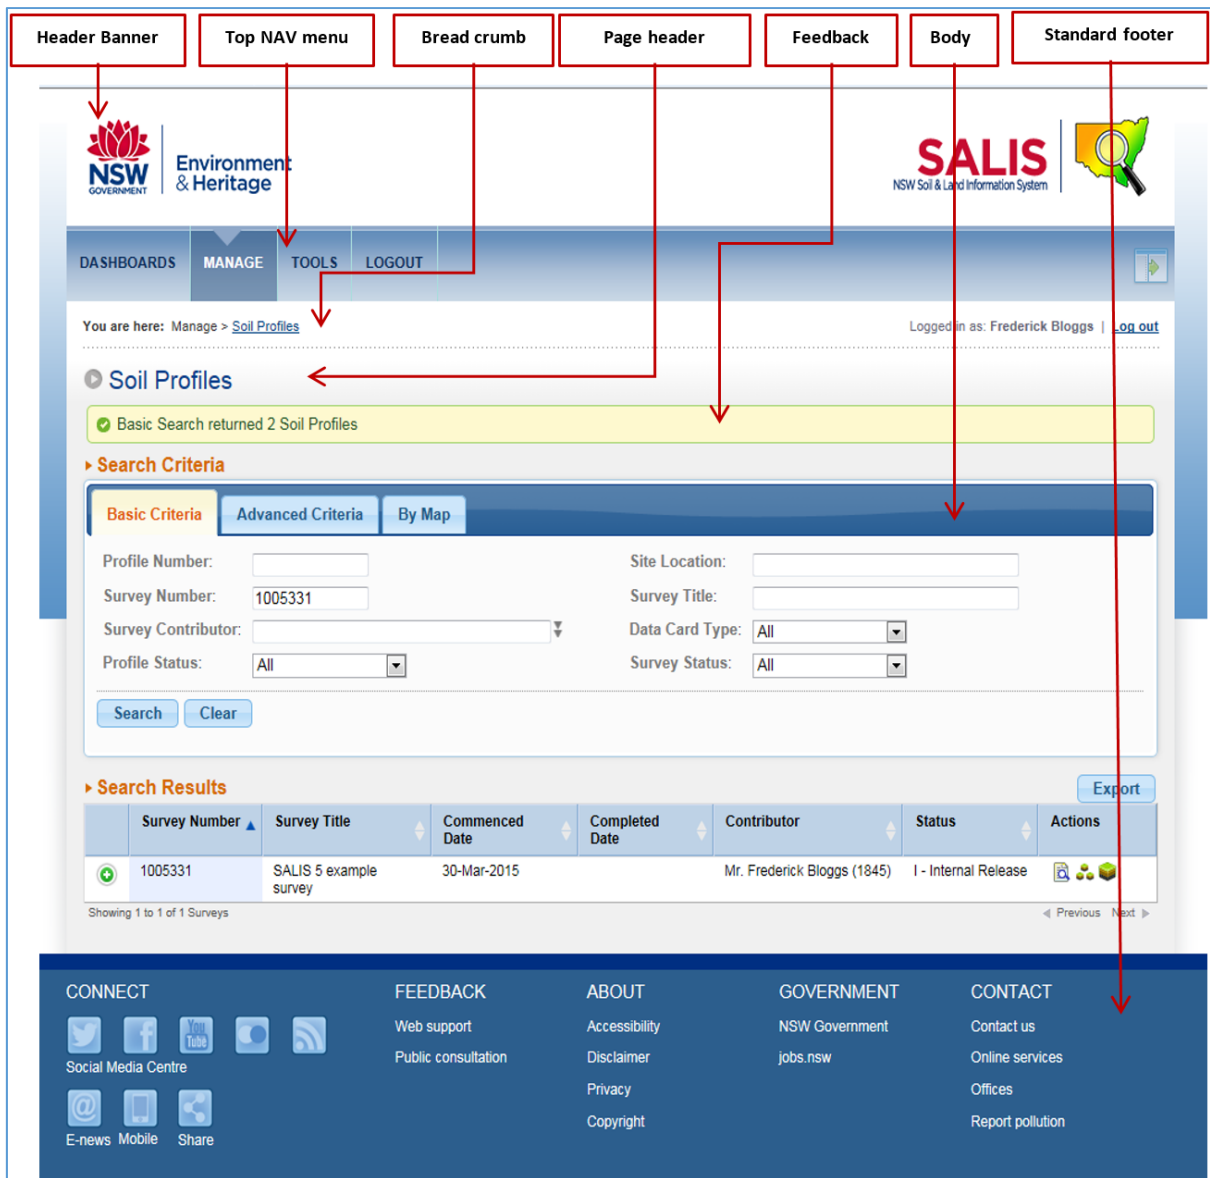 Header Banner
Top NAV menu
Bread crumb
Page header
Feedback
Body
Standard footer
NSW
GOVERNMENT
Environment
& Heritage
SALIS
NSW Soil & Land Information System
DASHBOARDS MANAGE TOOLS LOGOUT
You are here: Manage > Soil Profiles
Logged in as: Frederick Bloggs | Log out
Soil Profiles
Basic Search returned 2 Soil Profiles
Search Criteria
Basic Criteria Advanced Criteria By Map
Profile Number:
Site Location:
Survey Number: 1005331
Survey Title:
Survey Contributor:
Data Card Type: All
Profile Status: All
Survey Status: All
Search Clear
Search Results
Export
Survey Number Survey Title Commenced Date Completed Date Contributor Status Actions
1005331 SALIS 5 example survey 30-Mar-2015 Mr. Frederick Bloggs (1845) I - Internal Release
Showing 1 to 1 of 1 Surveys
Previous Next
CONNECT
You Tube
Social Media Centre
@
E-news Mobile Share
FEEDBACK
Web support
Public consultation
ABOUT
Accessibility
Disclaimer
Privacy
Copyright
GOVERNMENT
NSW Government
jobs.nsw
CONTACT
Contact us
Online services
Offices
Report pollution